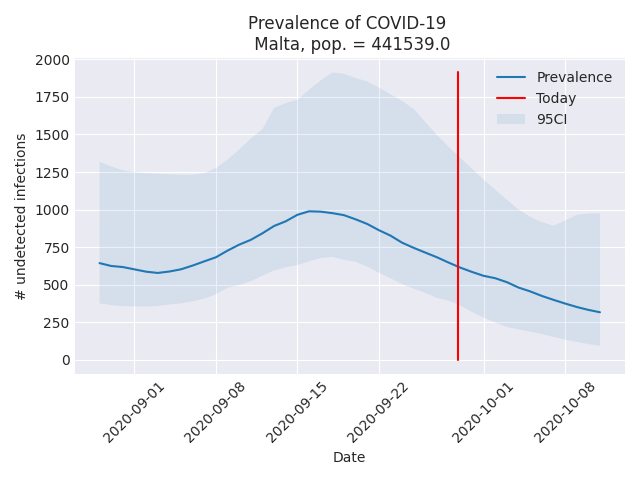 Prevalence of COVID-19
Malta, pop. = 441539.0
# undetected infections
2000
1750
1500
1250
1000
750
500
250
0
Prevalence
Today
95CI
2020-09-01
2020-09-08
2020-09-15
2020-09-22
2020-10-01
2020-10-08
Date